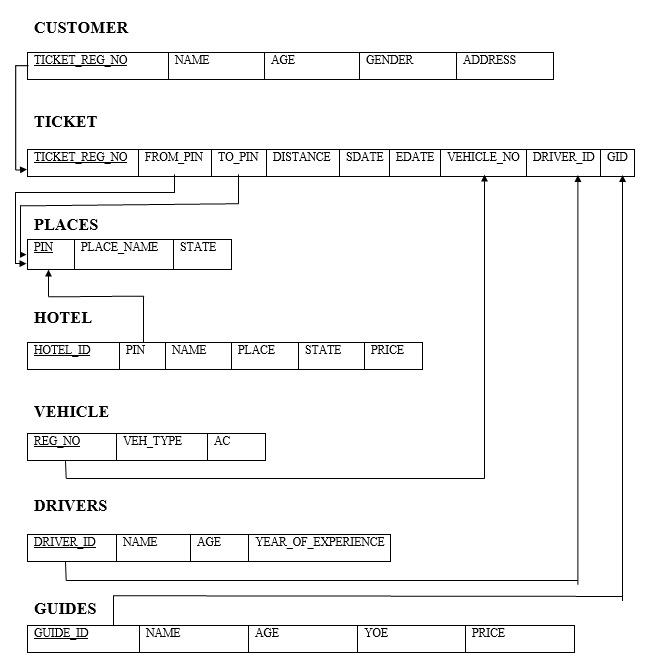 CUSTOMER
TICKET_REG_NO NAME AGE GENDER ADDRESS
TICKET
TICKET_REG_NO FROM_PIN TO_PIN DISTANCE SDATE EDATE VEHICLE_NO DRIVER_ID GID
PLACES
PIN PLACE_NAME STATE
HOTEL
HOTEL_ID PIN NAME PLACE STATE PRICE
VEHICLE
REG_NO VEH_TYPE AC
DRIVERS
DRIVER_ID NAME AGE YEAR_OF_EXPERIENCE
GUIDES
GUIDE_ID NAME AGE YOE PRICE